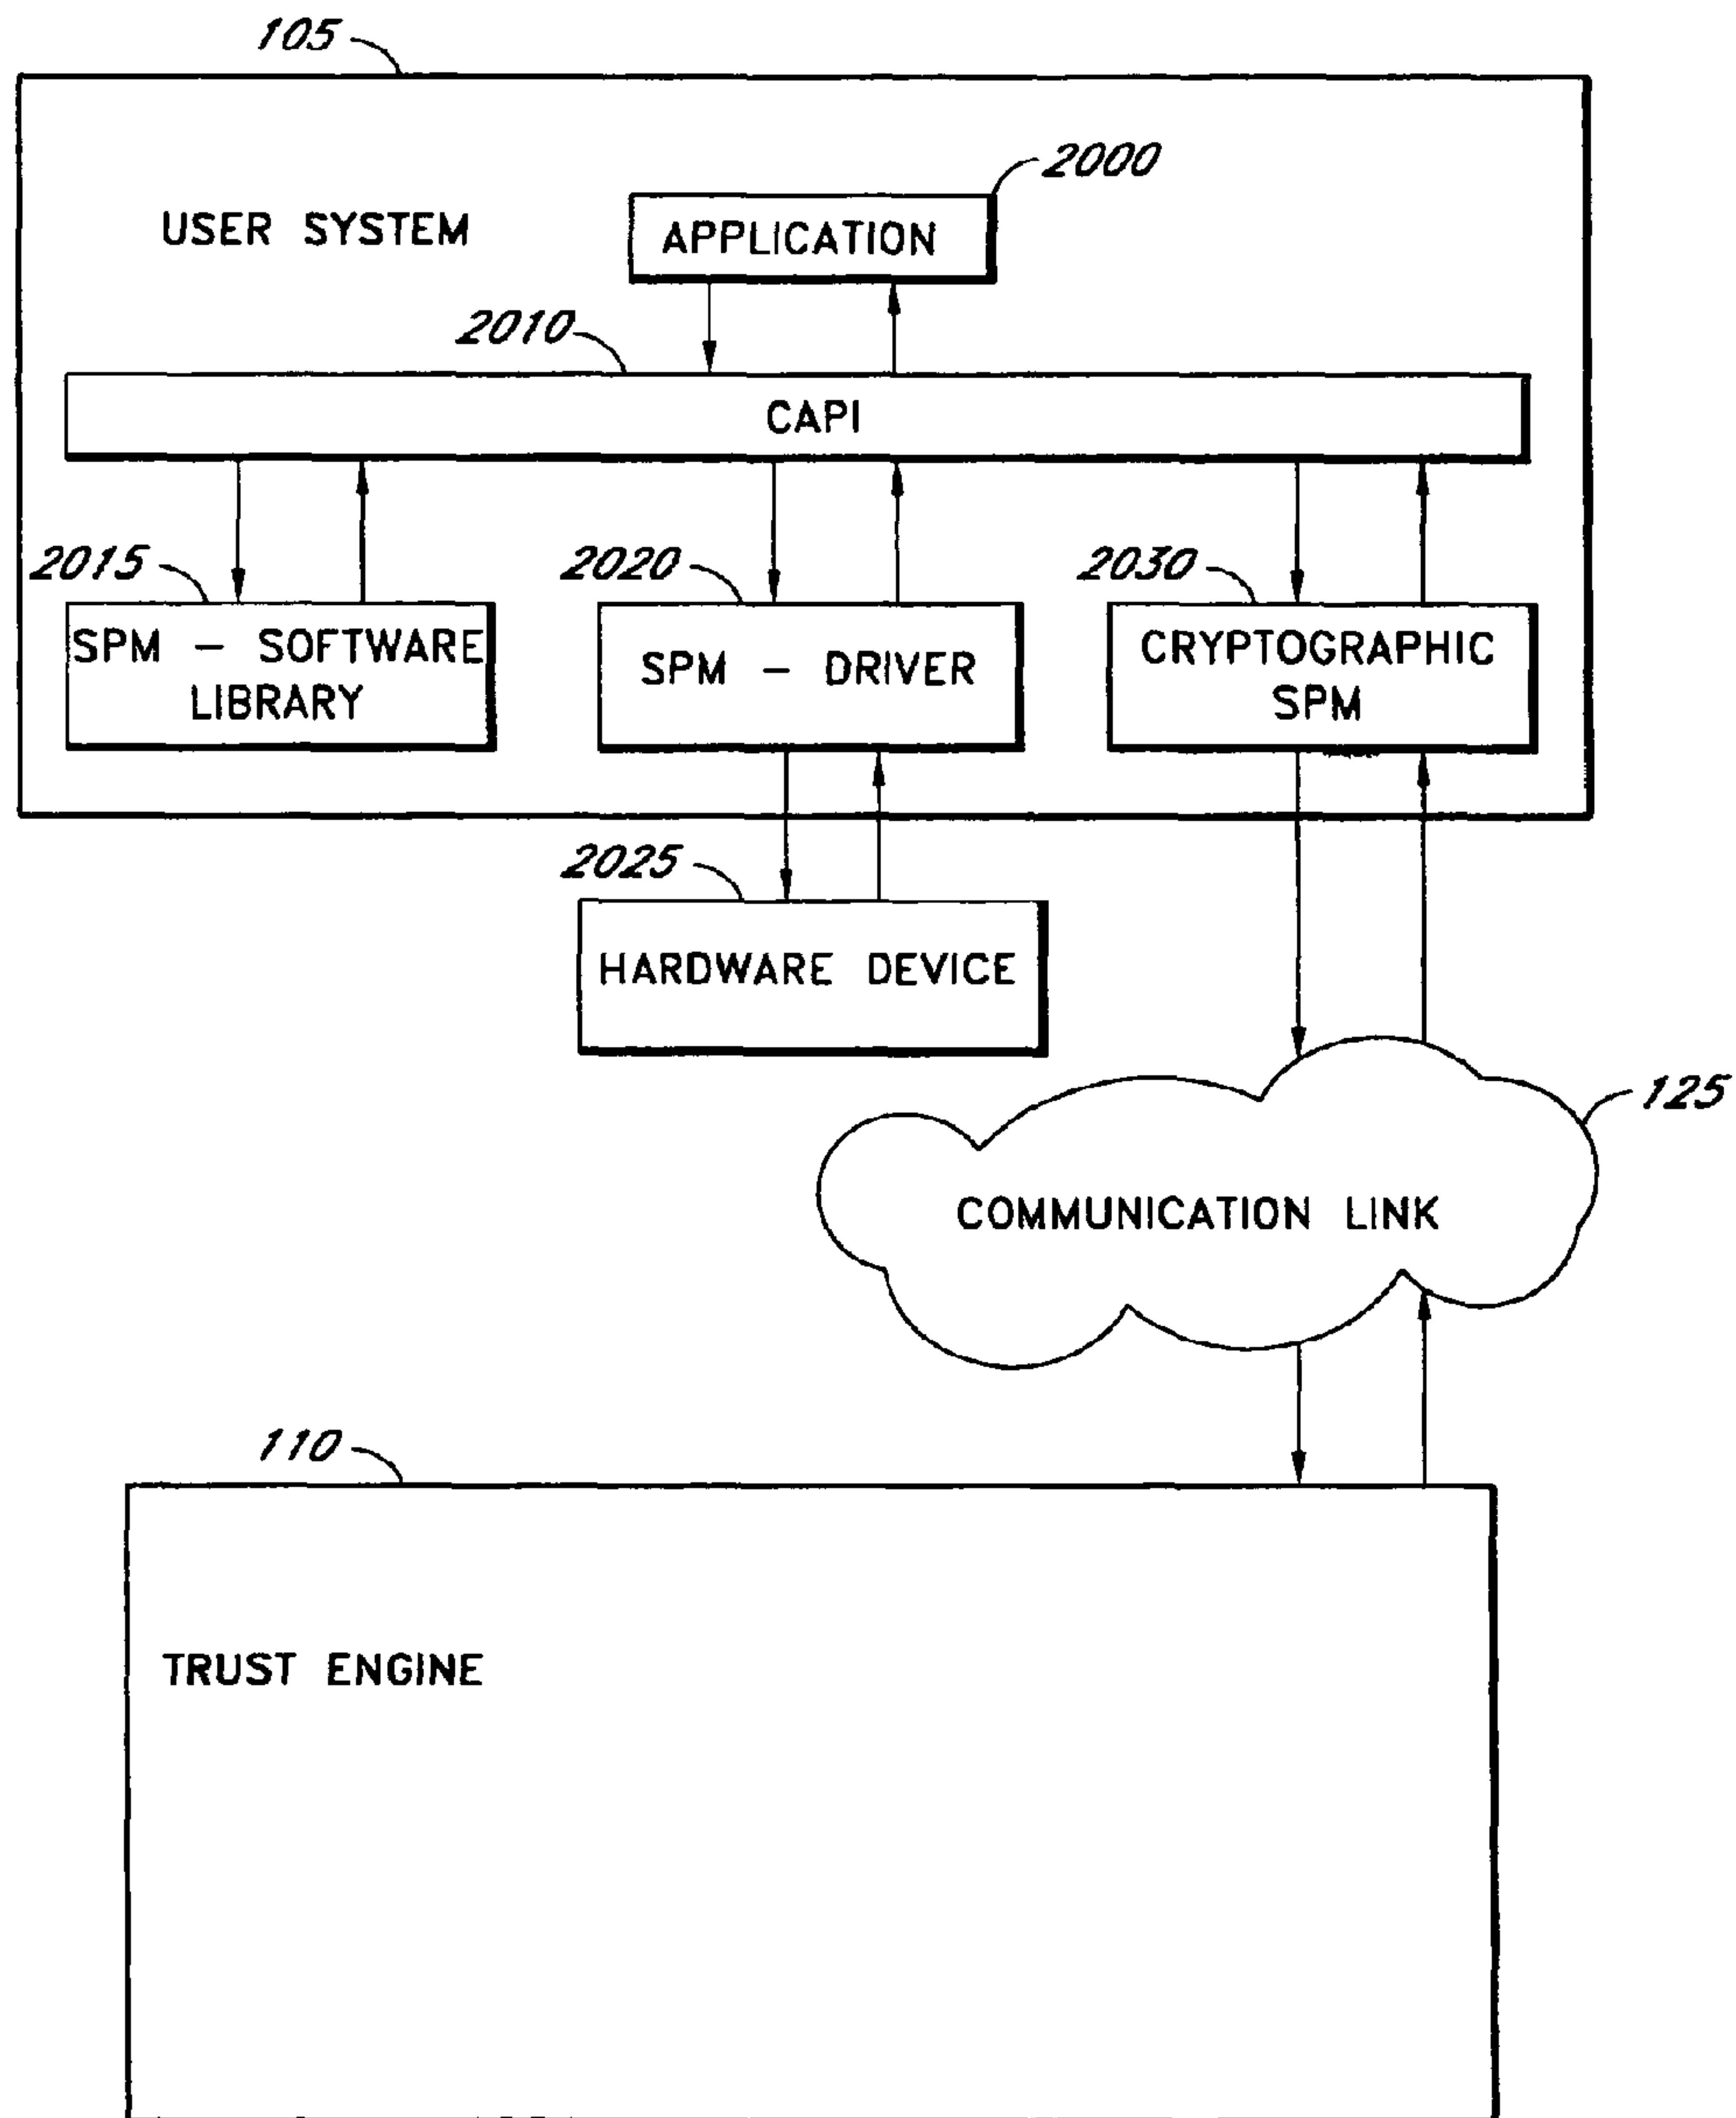 105
2000
USER SYSTEM
APPLICATION
2010
CAPI
2015
2020
2030
SPM - SOFTWARE
LIBRARY
SPM - DRIVER
CRYPTOGRAPHIC
SPM
2025
HARDWARE DEVICE
125
COMMUNICATION LINK
110
TRUST ENGINE